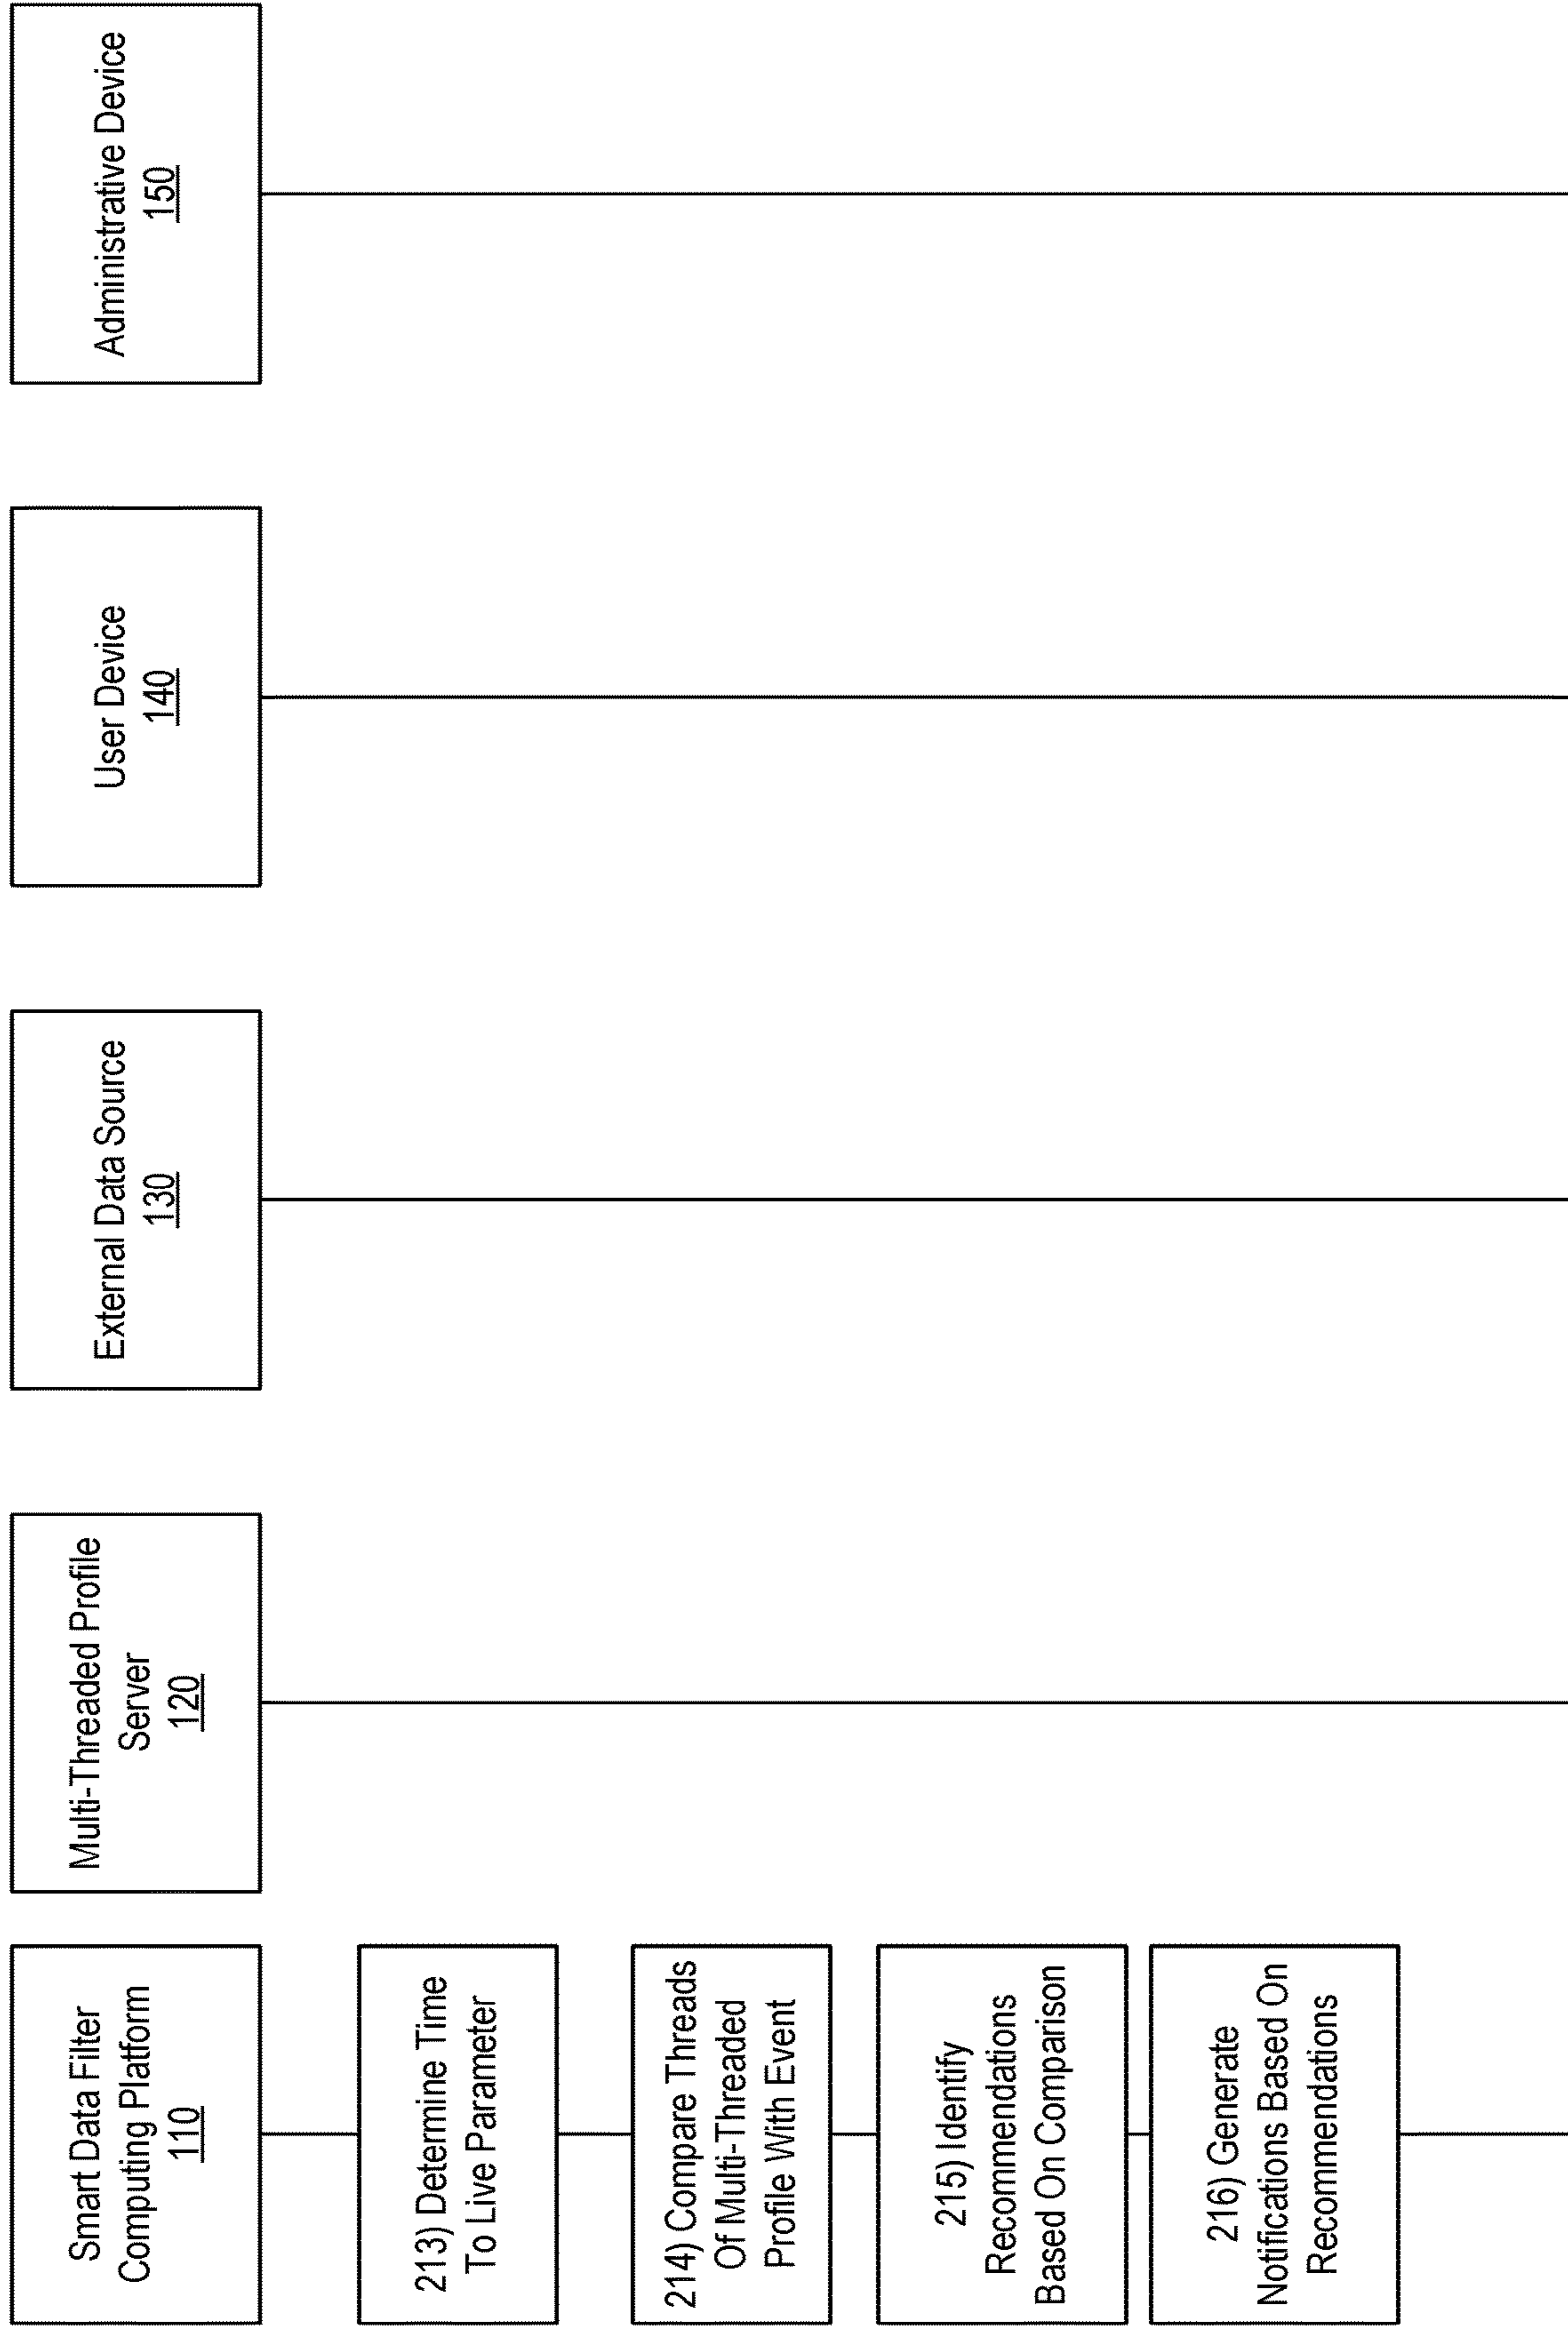 Smart Data Filter
Computing Platform
110
Multi-Threaded Profile
Server
120
External Data Source
130
User Device
140
Administrative Device
150
213) Determine Time
To Live Parameter
214) Compare Threads
Of Multi-Threaded
Profile With Event
215) Identify
Recommendations
Based On Comparison
216) Generate
Notifications Based On
Recommendations